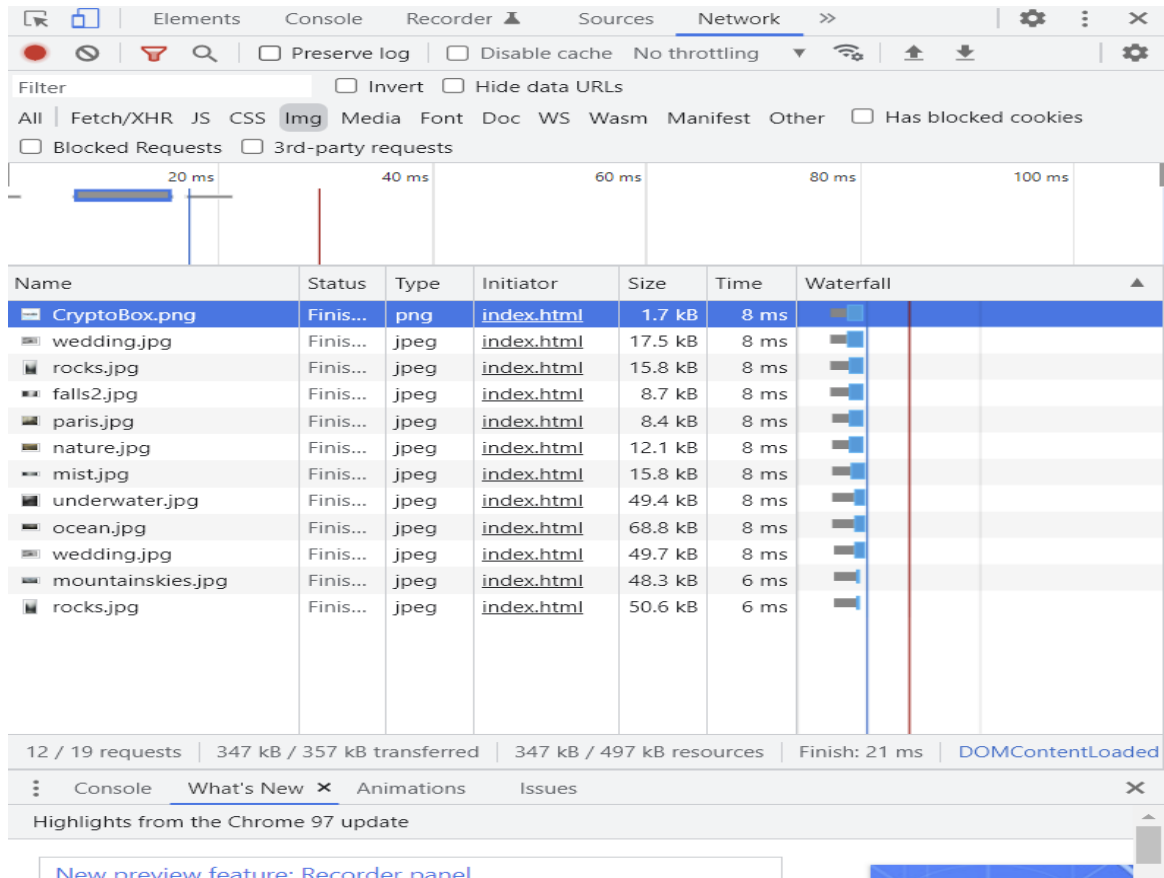 Elements Console Recorder Sources Network
Preserve log Disable cache No throttling
Filter Invert Hide data URLs
All Fetch/XHR JS CSS Img Media Font Doc WS Wasm Manifest Other Has blocked cookies
Blocked Requests 3rd-party requests
20 ms 40 ms 60 ms 80 ms 100 ms
Name Status Type Initiator Size Time Waterfall
CryptoBox.png Finis... png index.html 1.7 kB 8 ms
wedding.jpg Finis... jpeg index.html 17.5 kB 8 ms
rocks.jpg Finis... jpeg index.html 15.8 kB 8 ms
falls2.jpg Finis... jpeg index.html 8.7 kB 8 ms
paris.jpg Finis... jpeg index.html 8.4 kB 8 ms
nature.jpg Finis... jpeg index.html 12.1 kB 8 ms
mist.jpg Finis... jpeg index.html 15.8 kB 8 ms
underwater.jpg Finis... jpeg index.html 49.4 kB 8 ms
ocean.jpg Finis... jpeg index.html 68.8 kB 8 ms
wedding.jpg Finis... jpeg index.html 49.7 kB 8 ms
mountainskies.jpg Finis... jpeg index.html 48.3 kB 6 ms
rocks.jpg Finis... jpeg index.html 50.6 kB 6 ms
12 / 19 requests 347 kB / 357 kB transferred 347 kB / 497 kB resources Finish: 21 ms DOMContentLoaded
Console What's New × Animations Issues
Highlights from the Chrome 97 update
New preview feature: Recorder panel